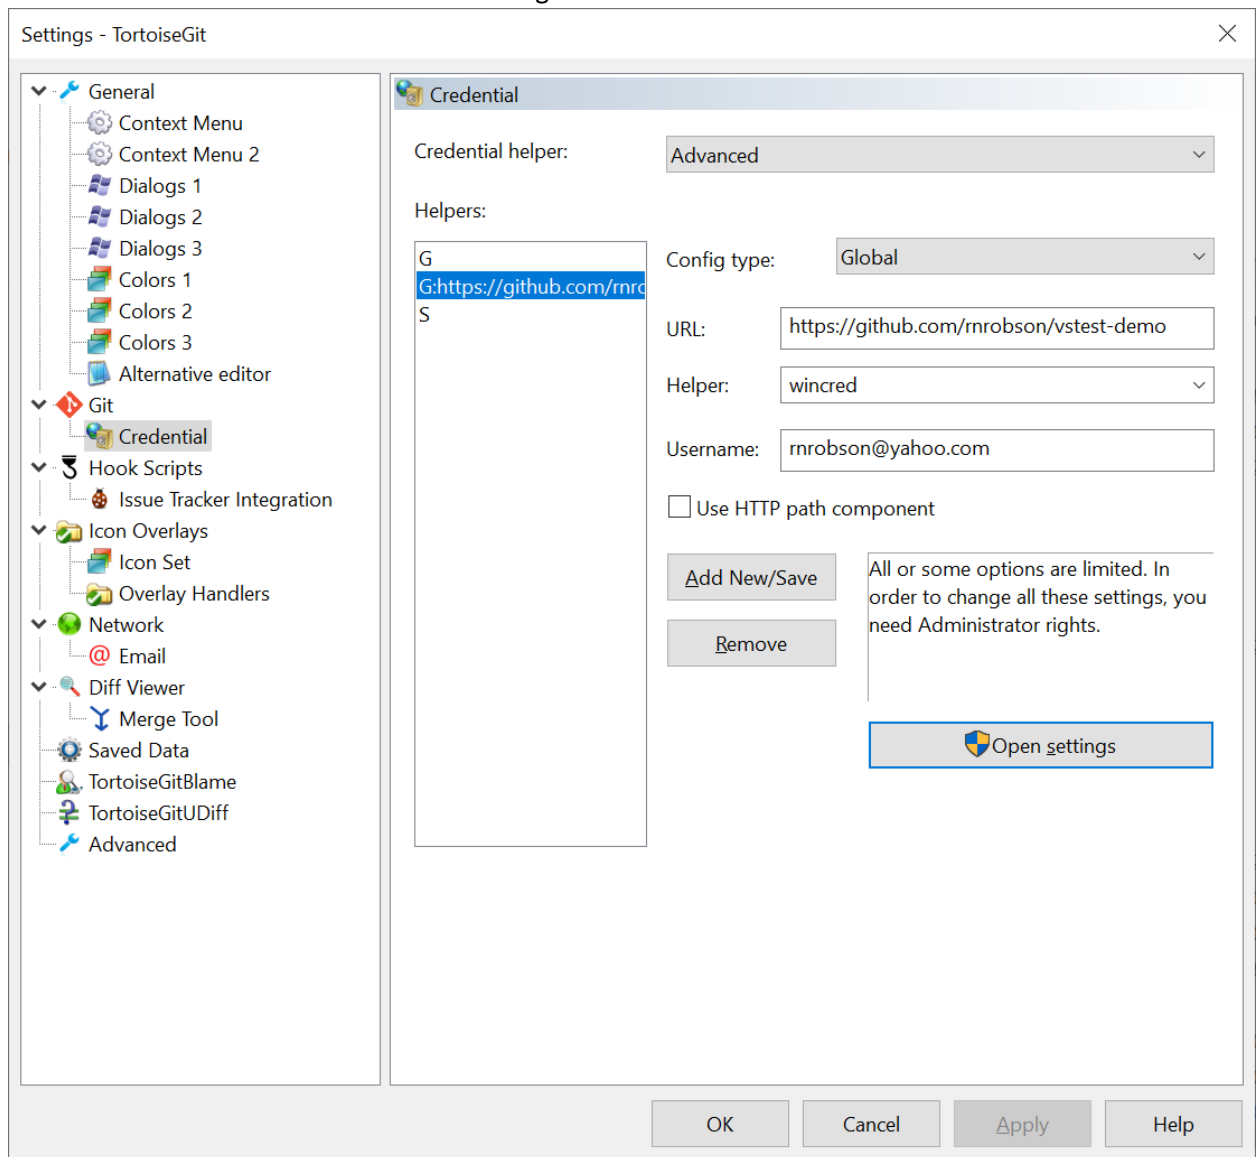 Settings - TortoiseGit
General
Context Menu
Context Menu 2
Dialogs 1
Dialogs 2
Dialogs 3
Colors 1
Colors 2
Colors 3
Alternative editor
Git
Credential
Hook Scripts
Issue Tracker Integration
Icon Overlays
Icon Set
Overlay Handlers
Network
Email
Diff Viewer
Merge Tool
Saved Data
TortoiseGitBlame
TortoiseGitUDiff
Advanced
Credential
Credential helper:
Advanced
Helpers:
G
G:https://github.com/rnro
S
Config type:
Global
URL:
https://github.com/rnrobson/vstest-demo
Helper:
wincred
Username:
rnrobson@yahoo.com
Use HTTP path component
Add New/Save
Remove
All or some options are limited. In
order to change all these settings, you
need Administrator rights.
Open settings
OK
Cancel
Apply
Help